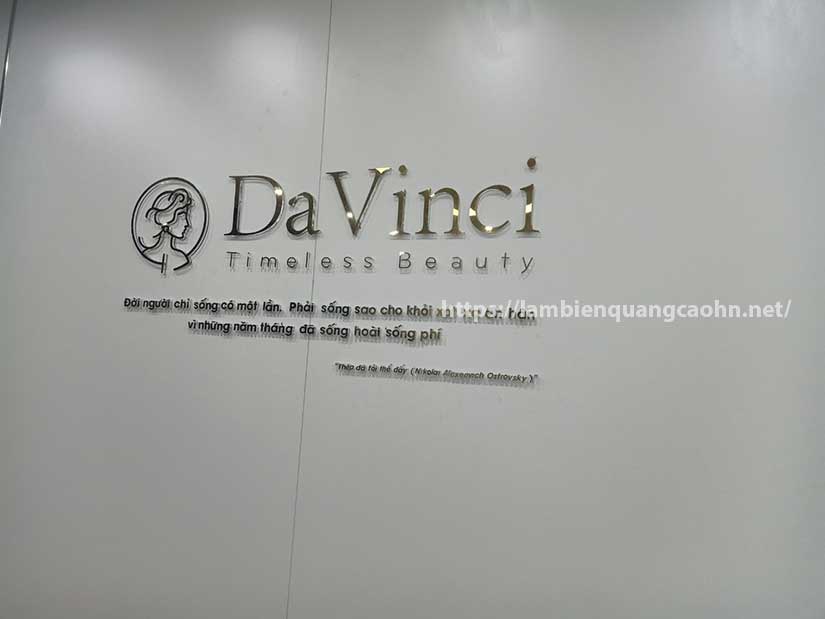 DaVinci
Timeless Beauty
Đời người chỉ sống có một lần. Phải sống sao cho khỏi hận
https://lambienquangcaohn.net/
vì những năm tháng đã sống hoài sống phí
"Thép đã tôi thế đấy (Nikolai Ostrovsky)"